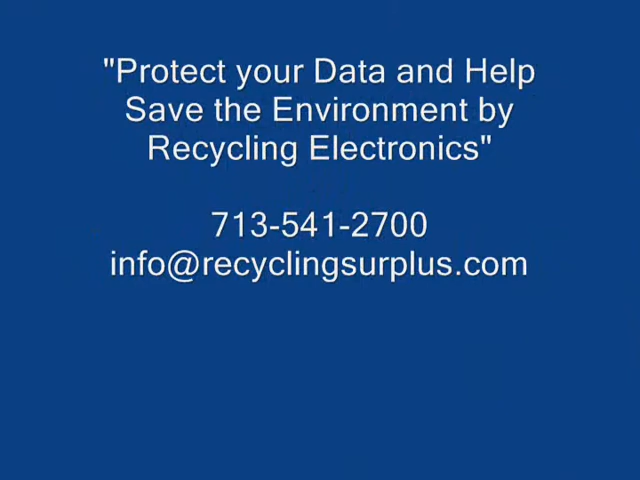 "Protect your Data and Help
Save the Environment by
Recycling Electronics"
713-541-2700
info@recyclingsurplus.com